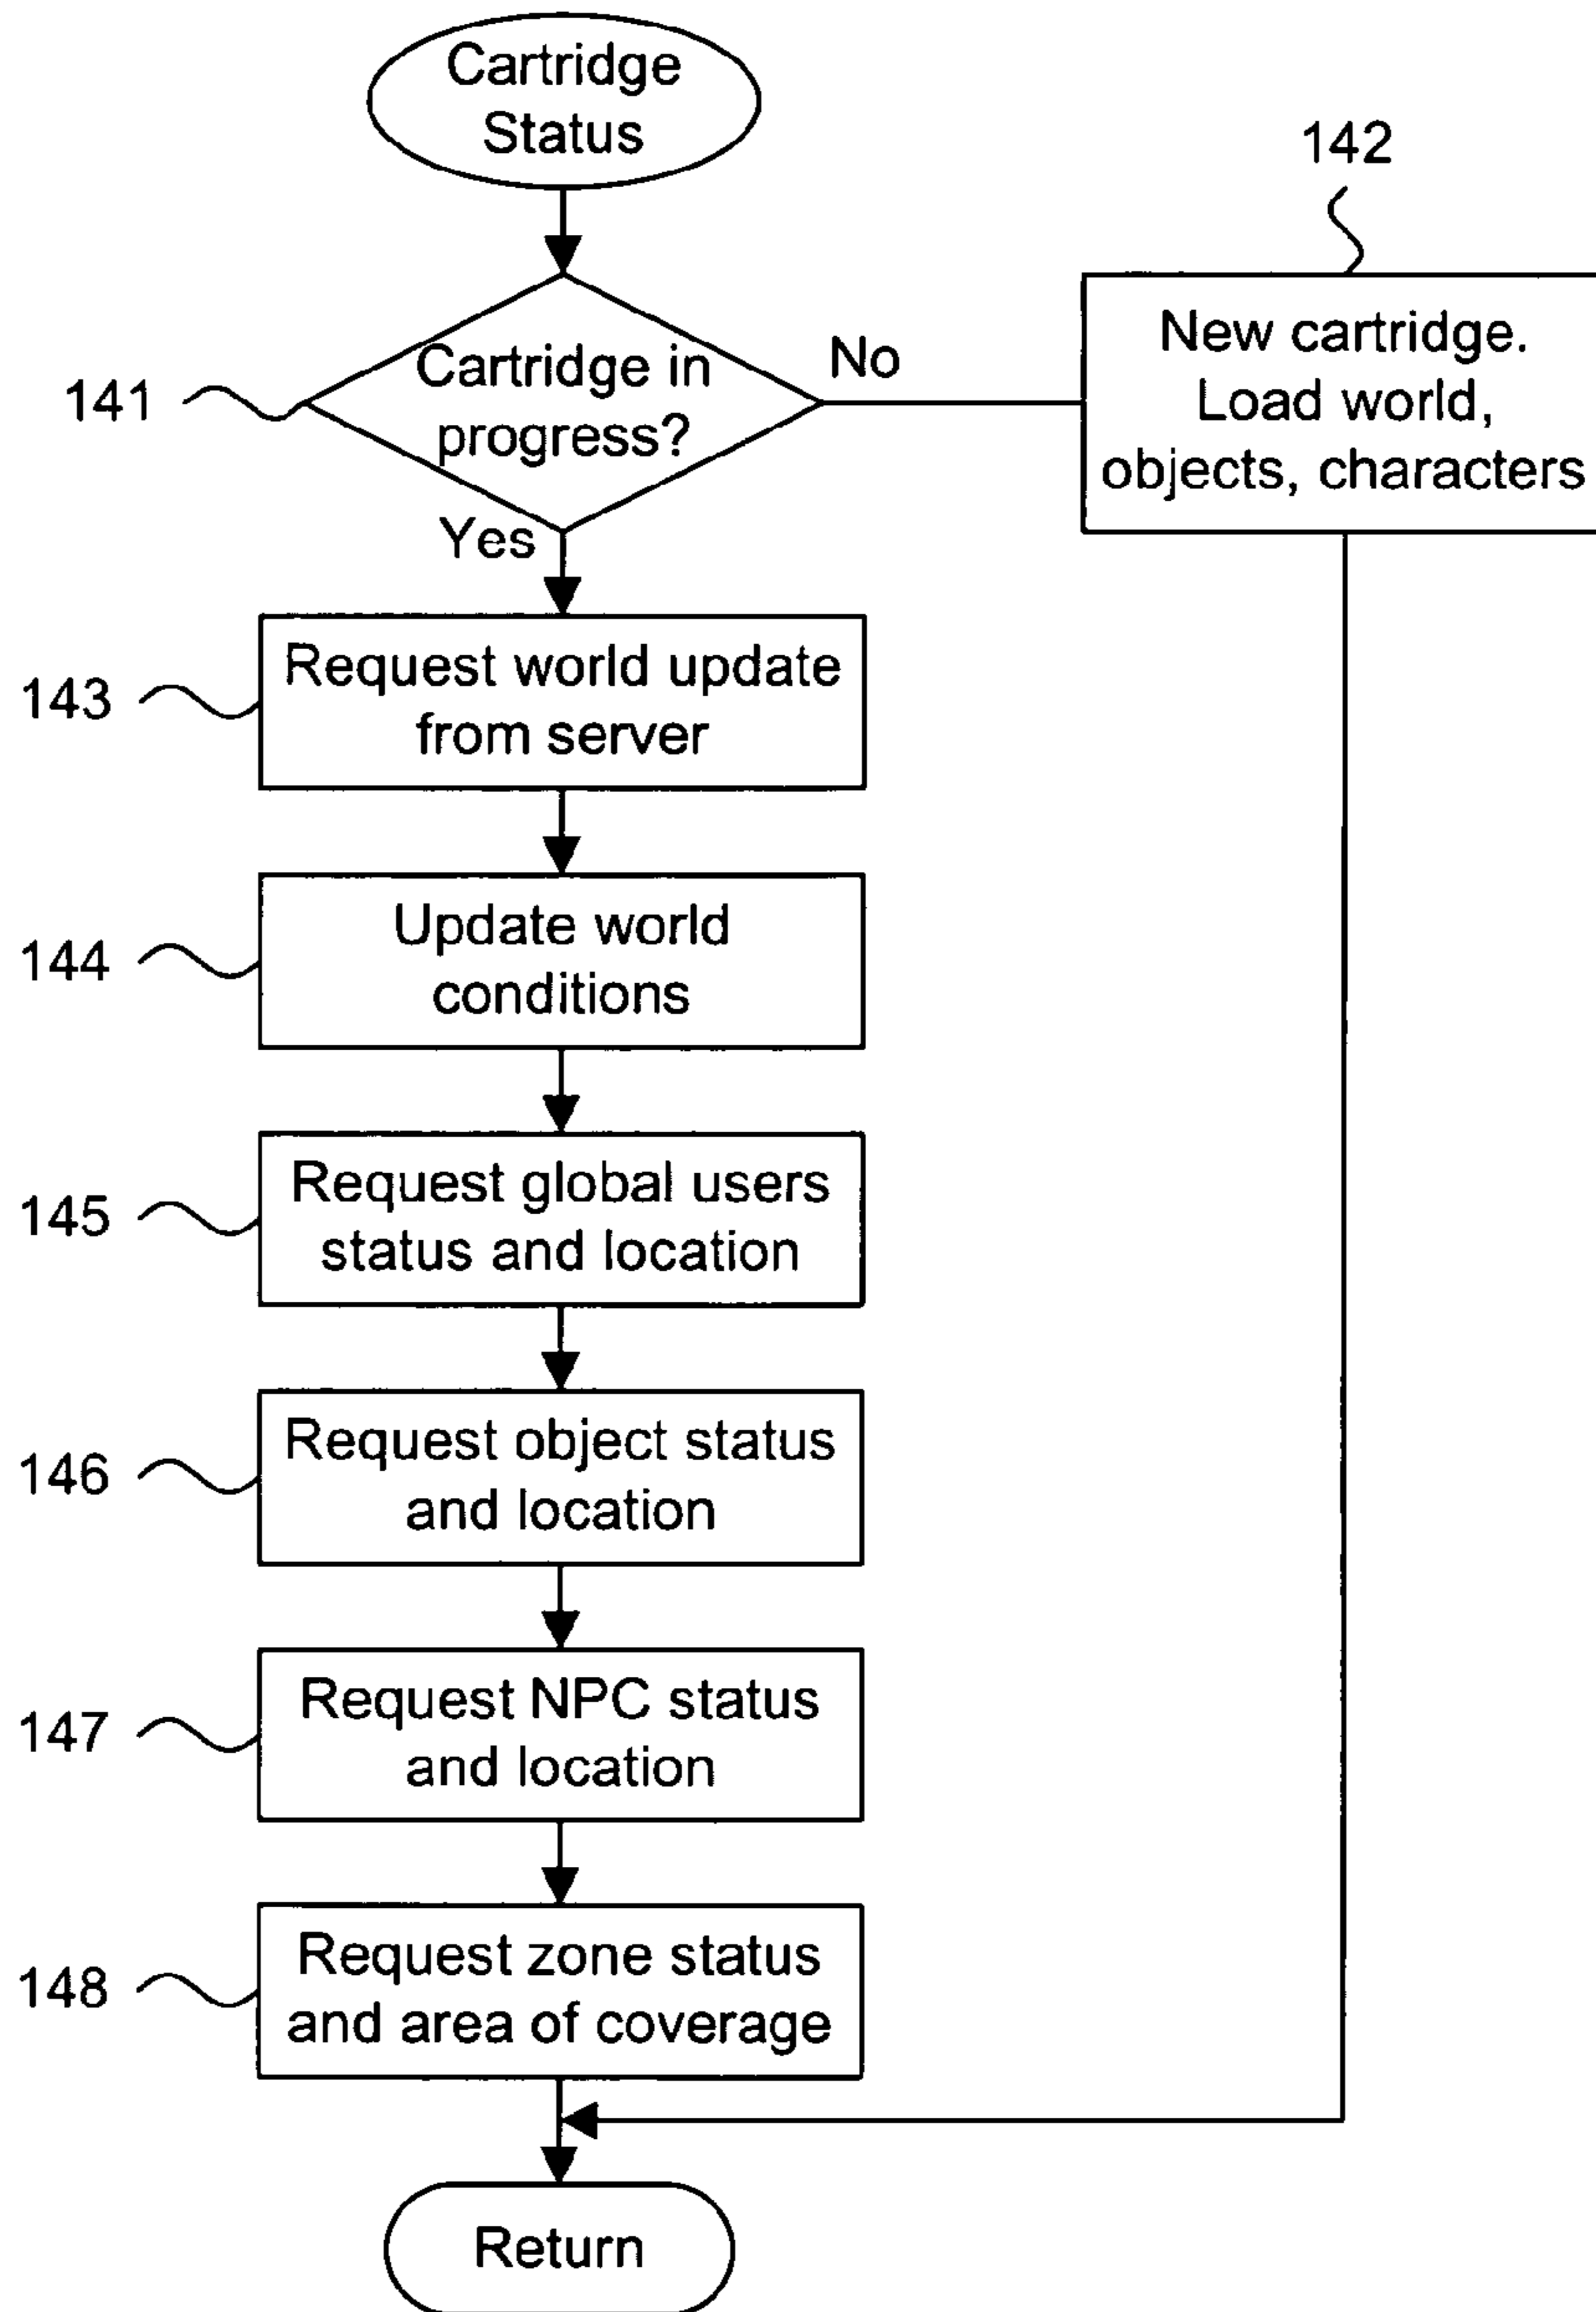 Cartridge
Status
142
New cartridge.
Load world,
objects, characters
No
141
Cartridge in
progress?
Yes
143
Request world update
from server
144
Update world
conditions
145
Request global users
status and location
146
Request object status
and location
147
Request NPC status
and location
148
Request zone status
and area of coverage
Return